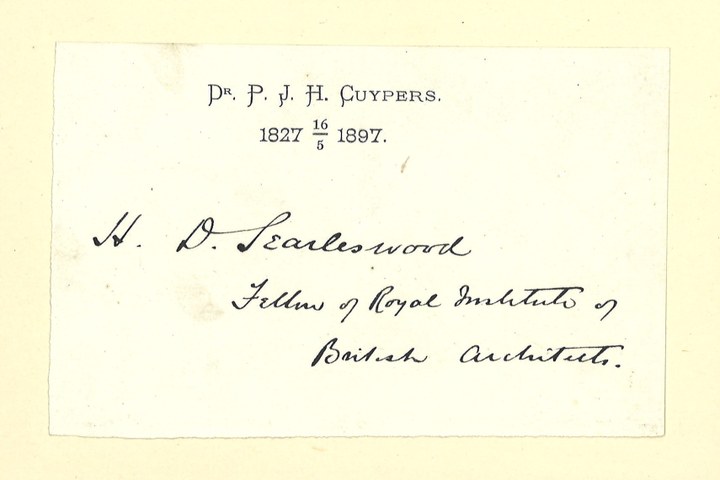 Dr. P. J. H. Cuypers.
1827 16/5 1897.
H. D. Searleswood
Fellow of Royal Institute of
British Architects.